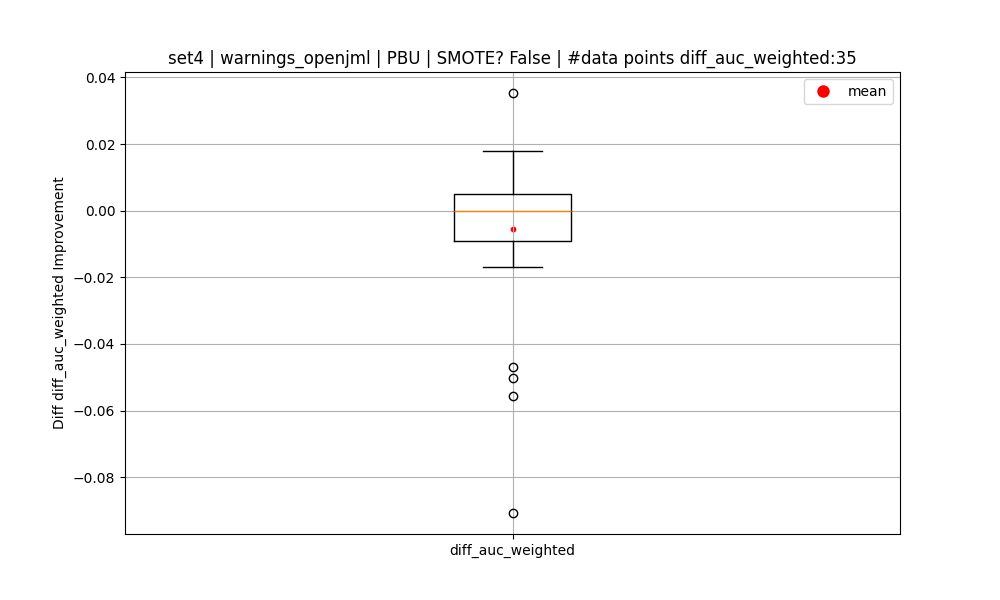 set4 | warnings_openjml | PBU | SMOTE? False | #data points diff_auc_weighted:35
mean
0.04
0.02
0.00
−0.02
−0.04
−0.06
−0.08
Diff diff_auc_weighted Improvement
diff_auc_weighted